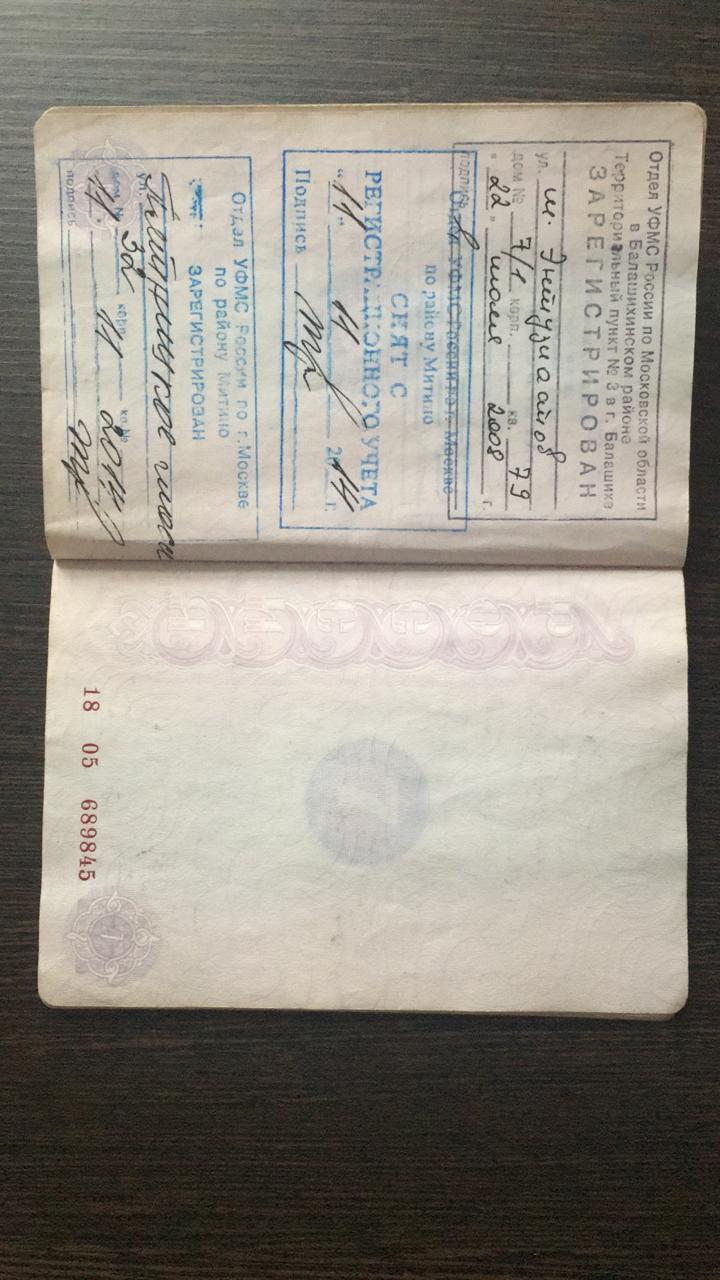 Отдел УФМС России по Московской области
в Балашихинском районе
Территориальный пункт № 3 в г. Балашиха
ЗАРЕГИСТРИРОВАН
ул. ш. Энтузиастов
дом № 7/1 корп. кв. 79
"22" июля 2008 г.
подпись
УФМС России по г. Москве
по району Митино
СНЯТ С
РЕГИСТРАЦИОННОГО УЧЕТА
"11" 11 2014 г.
Подпись
Отдел УФМС России по г. Москве
по району Митино
ЗАРЕГИСТРИРОВАН
32 корп. кв №
11. 11 2014
подпись
7
18 05 689845
7